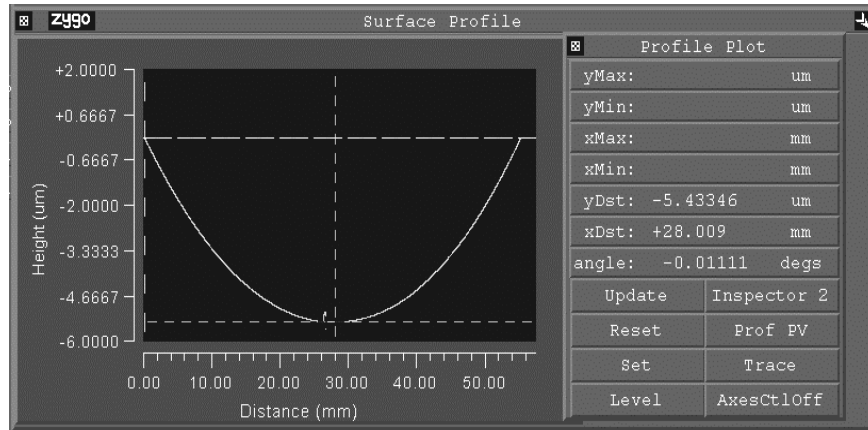 zygo Surface Profile
Profile Plot
+2.0000
+0.6667
-0.6667
-2.0000
-3.3333
-4.6667
-6.0000
Height (um)
0.00 10.00 20.00 30.00 40.00 50.00
Distance (mm)
yMax: um
yMin: um
xMax: mm
xMin: mm
yDst: -5.43346 um
xDst: +28.009 mm
angle: -0.01111 degs
Update Inspector 2
Reset Prof PV
Set Trace
Level AxesCtlOff